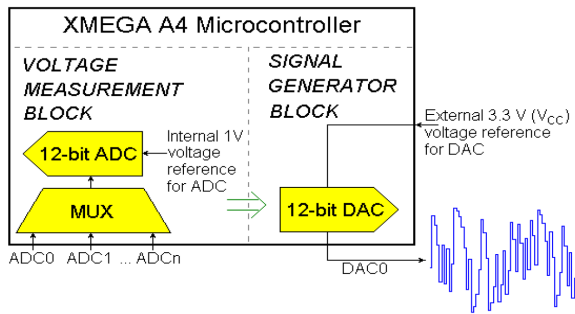 XMEGA A4 Microcontroller
VOLTAGE
MEASUREMENT
BLOCK
SIGNAL
GENERATOR
BLOCK
12-bit ADC
Internal 1V
voltage
reference
for ADC
External 3.3 V (VCC)
voltage reference
for DAC
MUX
12-bit DAC
ADC0 ADC1 ... ADCn
DAC0